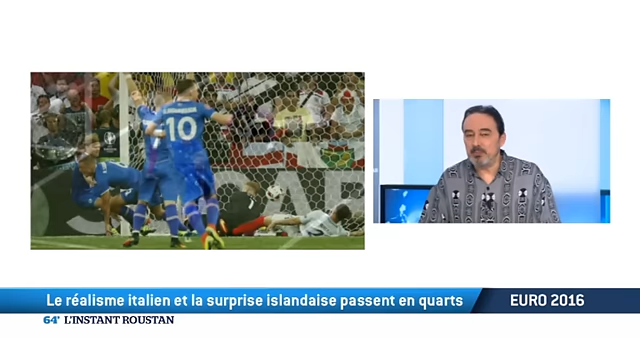 10
Le réalisme italien et la surprise islandaise passent en quarts
EURO 2016
64' L'INSTANT ROUSTAN